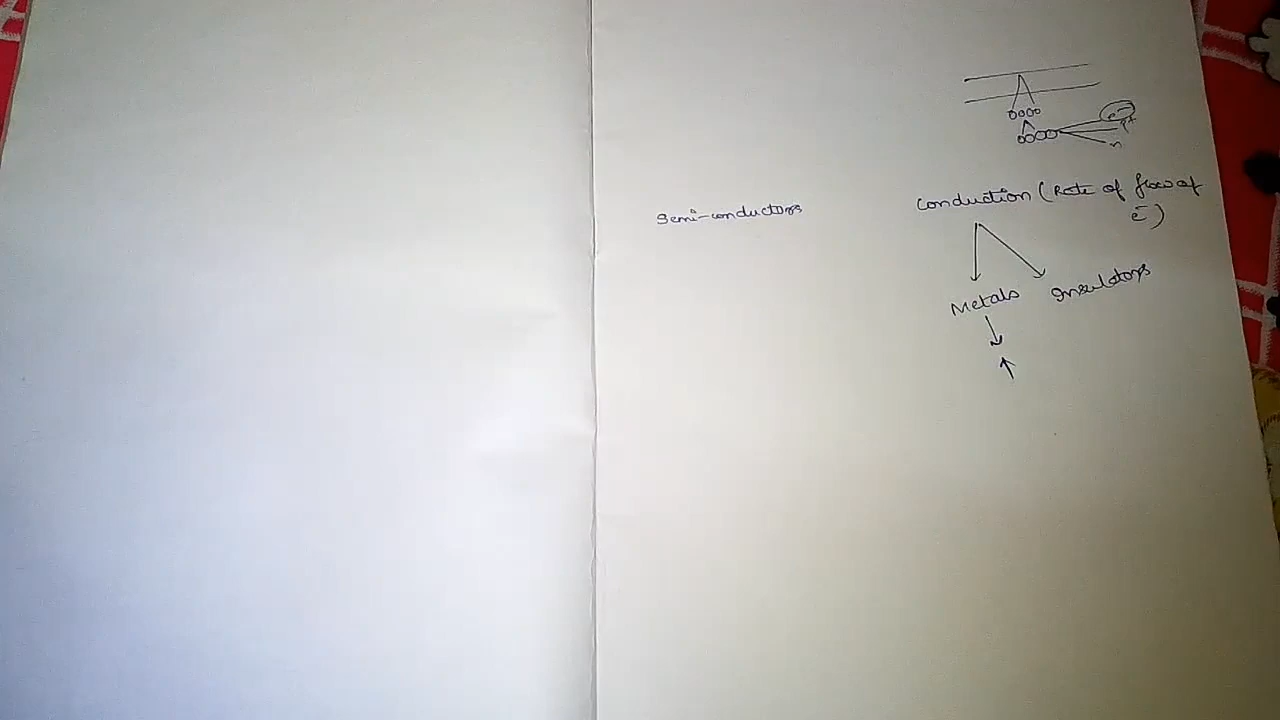 e⁻
p⁺
n
Semi-conductors
Conduction (Rate of flow of
e⁻)
Metals Insulators